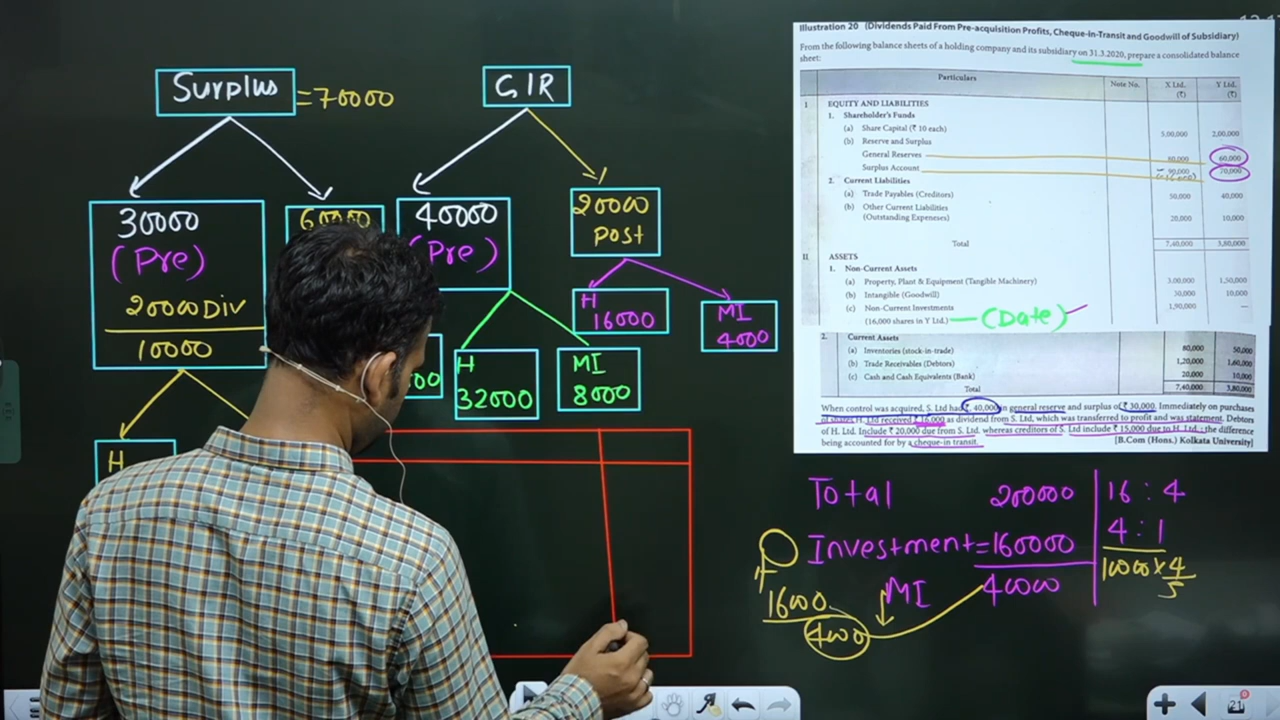 Surplus =70000
30000
(Pre)
20000 Div
10000
H
60000
GIR
40000
(Pre)
20000
Post
H
16000
MI
4000
H
32000
MI
8000
Illustration 20 (Dividends Paid From Pre-acquisition Profits, Cheque-in-Transit and Goodwill of Subsidiary)
From the following balance sheets of a holding company and its subsidiary on 31.3.2020, prepare a consolidated balance
sheet:
Particulars Note No. X Ltd. Y Ltd.
(₹) (₹)
I EQUITY AND LIABILITIES
1. Shareholder's Funds
(a) Share Capital (₹ 10 each) 5,00,000 2,00,000
(b) Reserve and Surplus
General Reserves 80,000 60,000
Surplus Account 90,000 70,000
2. Current Liabilities
(a) Trade Payables (Creditors) 50,000 40,000
(b) Other Current Liabilities
(Outstanding Expeneses) 20,000 10,000
Total 7,40,000 3,80,000
II ASSETS
1. Non-Current Assets
(a) Property, Plant & Equipment (Tangible Machinery) 3,00,000 1,50,000
(b) Intangible (Goodwill) 30,000 10,000
(c) Non-Current Investments 1,90,000 —
(16,000 shares in Y Ltd.) (Date)
2. Current Assets
(a) Inventories (stock-in-trade) 80,000 50,000
(b) Trade Receivables (Debtors) 1,20,000 1,60,000
(c) Cash and Cash Equivalents (Bank) 20,000 10,000
Total 7,40,000 3,80,000
When control was acquired, S. Ltd had ₹ 40,000 in general reserve and surplus of ₹ 30,000. Immediately on purchases
of shares H. Ltd received ₹ 16,000 as dividend from S. Ltd, which was transferred to profit and was statement. Debtors
of H. Ltd. Include ₹ 20,000 due from S. Ltd. whereas creditors of S. Ltd include ₹ 15,000 due to H. Ltd.; the difference
being accounted for by a cheque-in transit. [B.Com (Hons.) Kolkata University]
Total 200000 16 : 4
Investment =160000 4 : 1
MI 40000
1000 × 4
5
1600
400
21